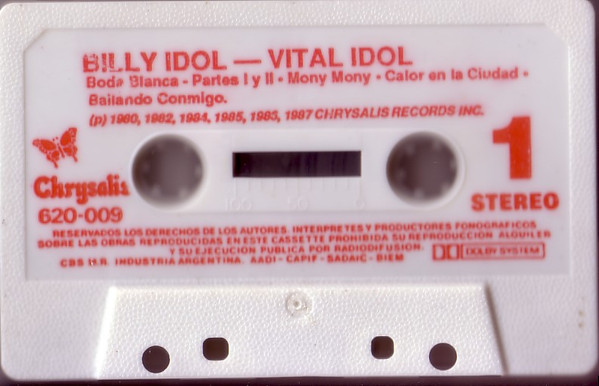 BILLY IDOL — VITAL IDOL
Boda Blanca - Partes I y II • Mony Mony • Calor en la Ciudad •
Bailando Conmigo.
(p) 1980, 1982, 1984, 1985, 1983, 1987 CHRYSALIS RECORDS INC.
1
STEREO
Chrysalis
620-009
RESERVADOS LOS DERECHOS DE LOS AUTORES. INTERPRETES Y PRODUCTORES FONOGRAFICOS
SOBRE LAS OBRAS REPRODUCIDAS EN ESTE CASSETTE PROHIBIDA SU REPRODUCCION ALQUILER
Y SU EJECUCION PUBLICA POR RADIODIFUSION.
DOLBY SYSTEM
CBS INDUSTRIA ARGENTINA. AADI - CAPIF - SADAIC - BIEM
100 50 0